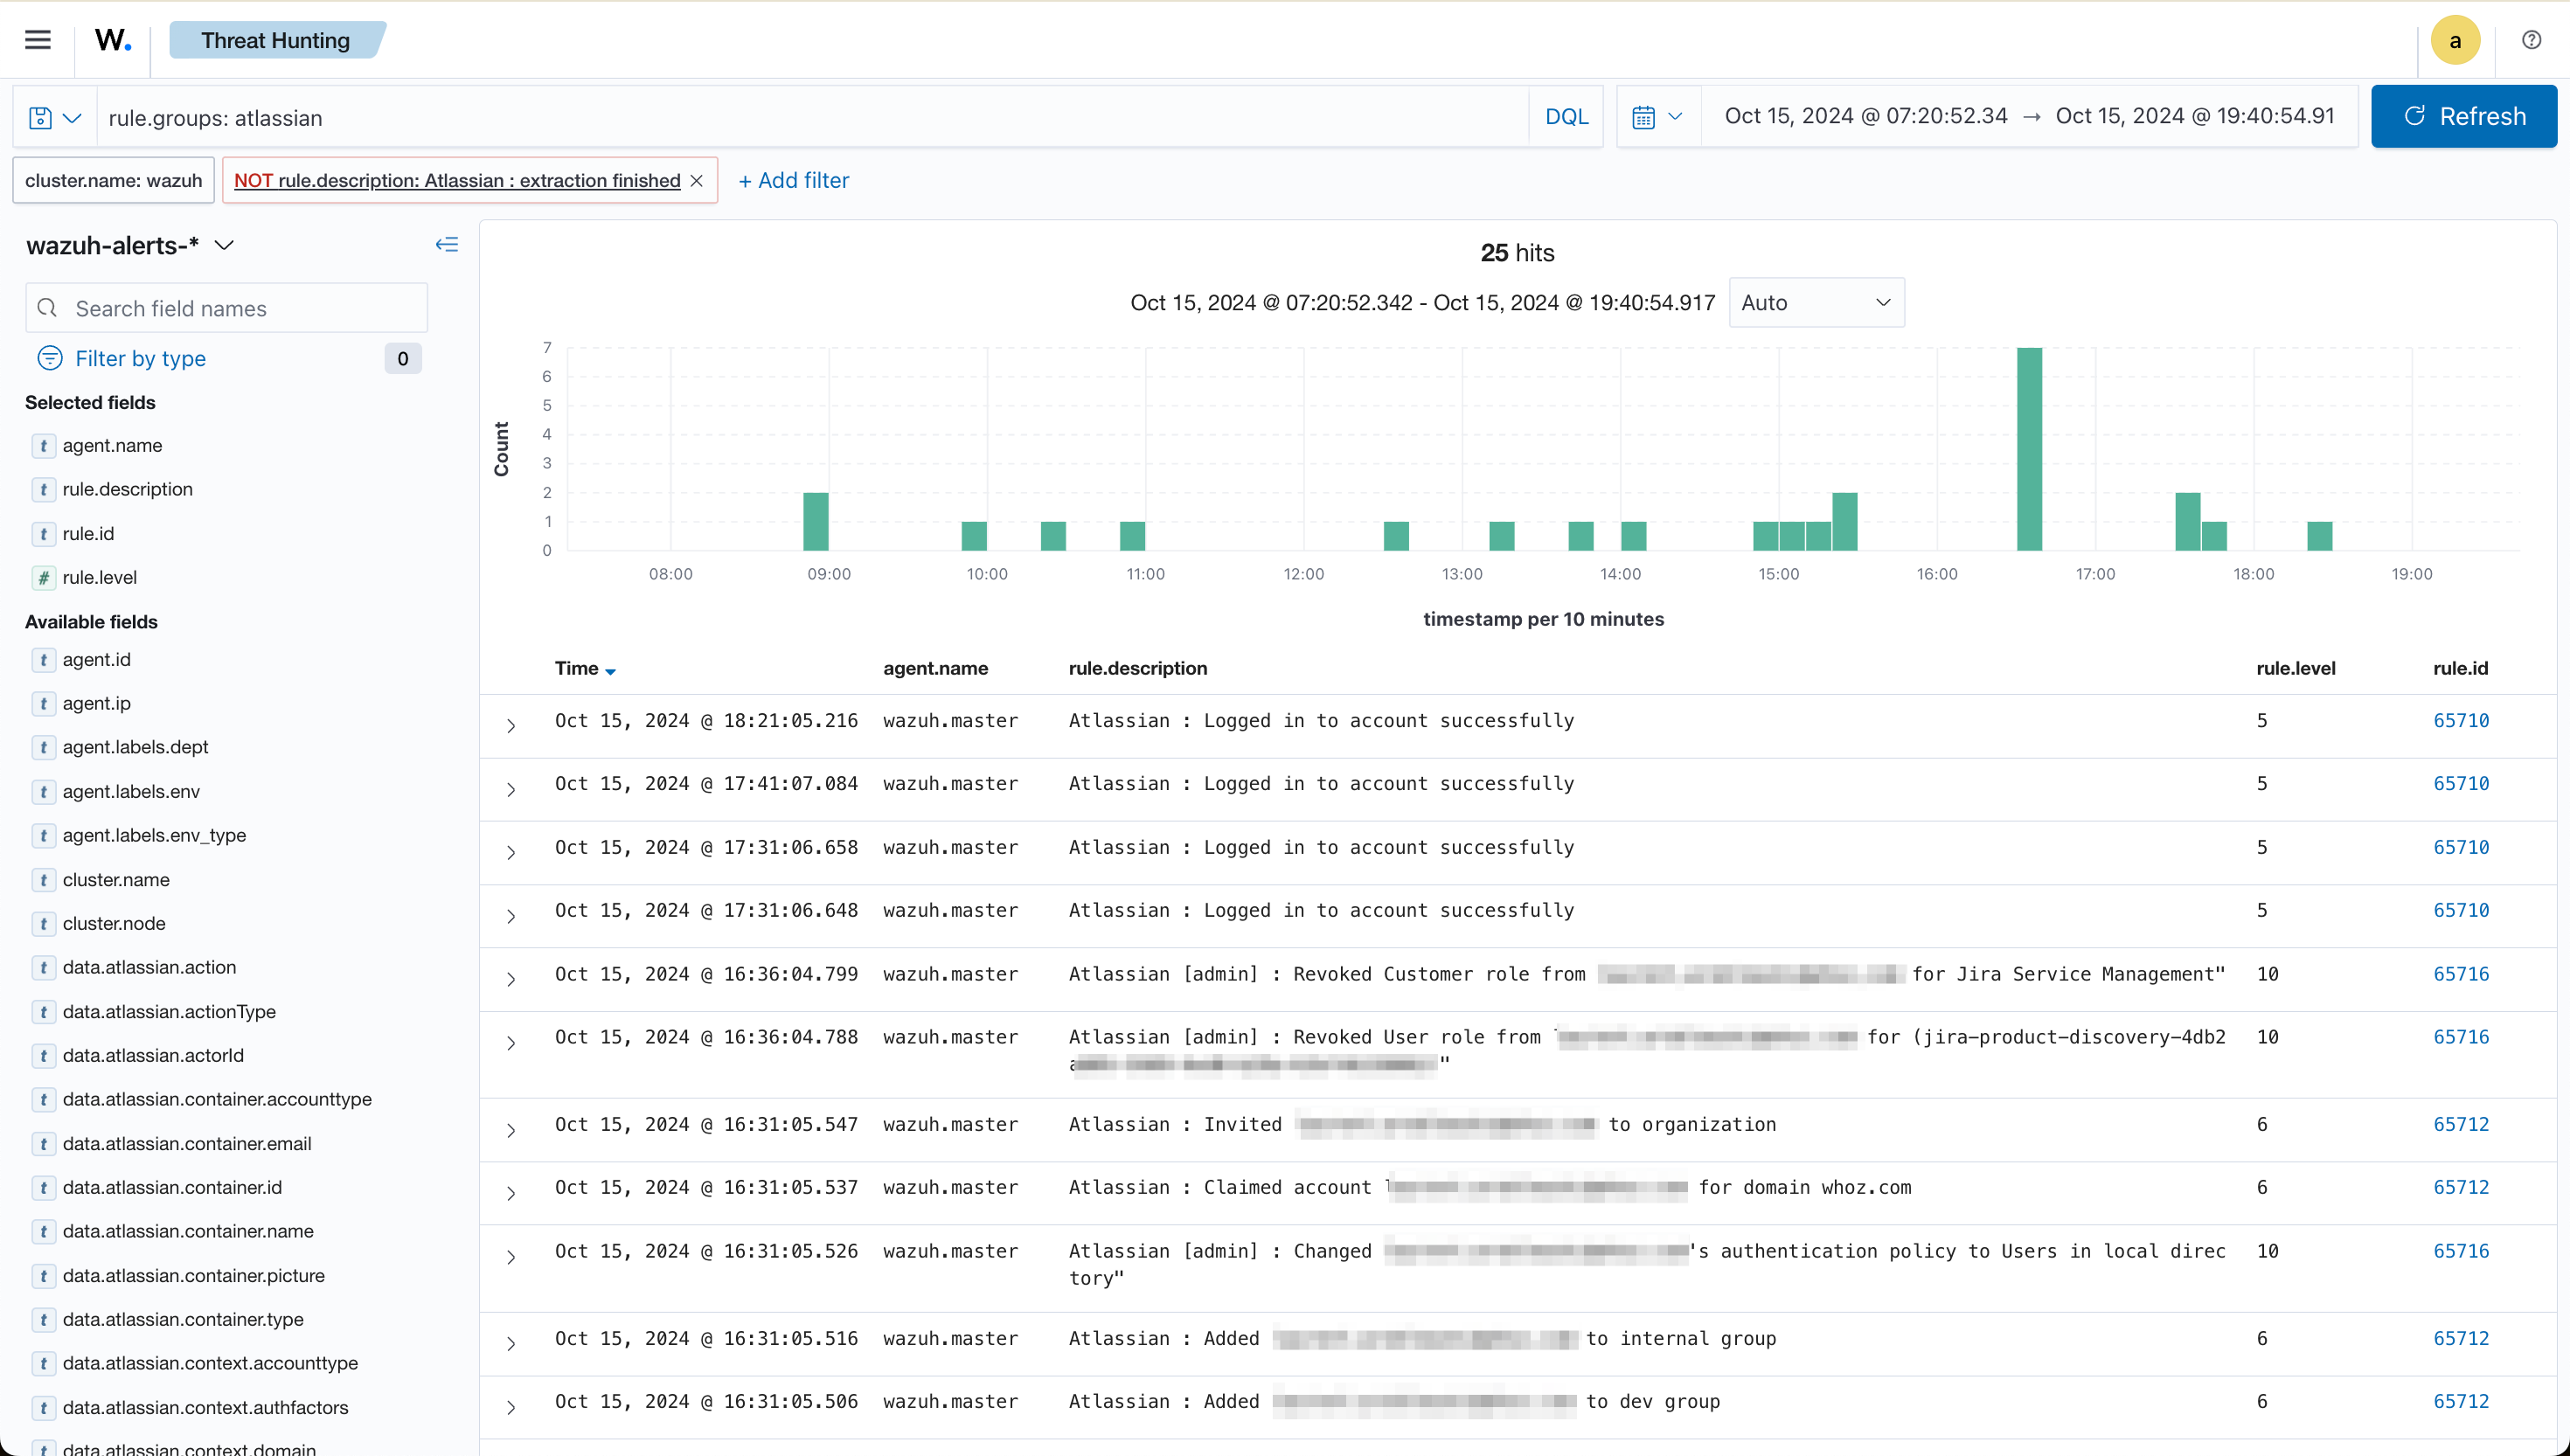 W.
Threat Hunting
a
rule.groups: atlassian
DQL
Oct 15, 2024 @ 07:20:52.34 → Oct 15, 2024 @ 19:40:54.91
Refresh
cluster.name: wazuh
NOT rule.description: Atlassian : extraction finished
+ Add filter
wazuh-alerts-*
Search field names
Filter by type
0
Selected fields
t agent.name
t rule.description
t rule.id
# rule.level
Available fields
t agent.id
t agent.ip
t agent.labels.dept
t agent.labels.env
t agent.labels.env_type
t cluster.name
t cluster.node
t data.atlassian.action
t data.atlassian.actionType
t data.atlassian.actorId
t data.atlassian.container.accounttype
t data.atlassian.container.email
t data.atlassian.container.id
t data.atlassian.container.name
t data.atlassian.container.picture
t data.atlassian.container.type
t data.atlassian.context.accounttype
t data.atlassian.context.authfactors
t data.atlassian.context.domain
25 hits
Oct 15, 2024 @ 07:20:52.342 - Oct 15, 2024 @ 19:40:54.917
Auto
Count
7
6
5
4
3
2
1
0
08:00 09:00 10:00 11:00 12:00 13:00 14:00 15:00 16:00 17:00 18:00 19:00
timestamp per 10 minutes
Time agent.name rule.description rule.level rule.id
Oct 15, 2024 @ 18:21:05.216 wazuh.master Atlassian : Logged in to account successfully 5 65710
Oct 15, 2024 @ 17:41:07.084 wazuh.master Atlassian : Logged in to account successfully 5 65710
Oct 15, 2024 @ 17:31:06.658 wazuh.master Atlassian : Logged in to account successfully 5 65710
Oct 15, 2024 @ 17:31:06.648 wazuh.master Atlassian : Logged in to account successfully 5 65710
Oct 15, 2024 @ 16:36:04.799 wazuh.master Atlassian [admin] : Revoked Customer role from for Jira Service Management" 10 65716
Oct 15, 2024 @ 16:36:04.788 wazuh.master Atlassian [admin] : Revoked User role from for (jira-product-discovery-4db2 10 65716
"
Oct 15, 2024 @ 16:31:05.547 wazuh.master Atlassian : Invited to organization 6 65712
Oct 15, 2024 @ 16:31:05.537 wazuh.master Atlassian : Claimed account for domain whoz.com 6 65712
Oct 15, 2024 @ 16:31:05.526 wazuh.master Atlassian [admin] : Changed 's authentication policy to Users in local direc 10 65716
tory"
Oct 15, 2024 @ 16:31:05.516 wazuh.master Atlassian : Added to internal group 6 65712
Oct 15, 2024 @ 16:31:05.506 wazuh.master Atlassian : Added to dev group 6 65712